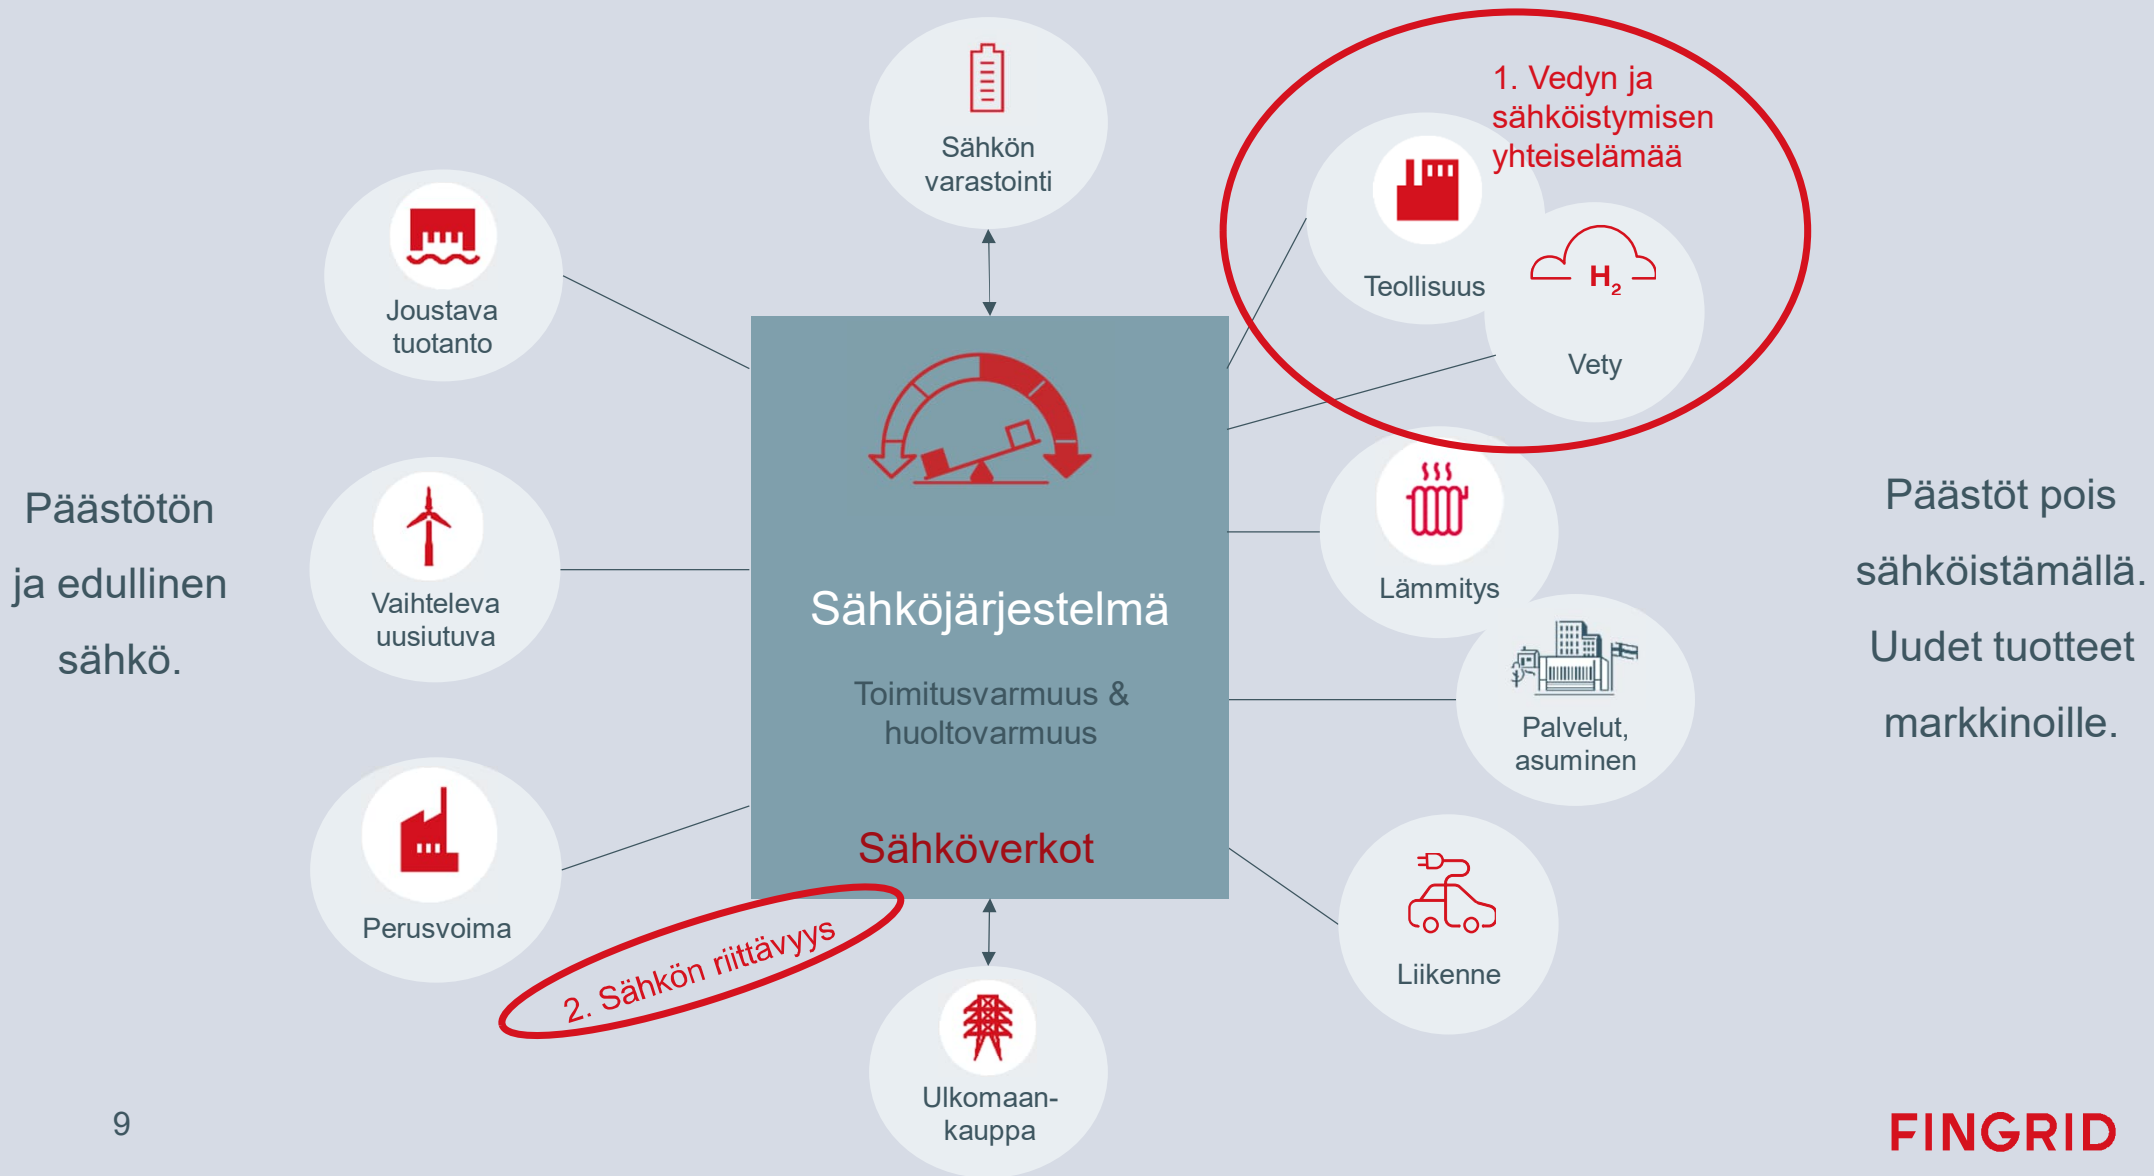 Sähkön
varastointi
1. Vedyn ja
sähköistymisen
yhteiselämää
Teollisuus
H₂
Vety
Joustava
tuotanto
Päästötön
ja edullinen
sähkö.
Vaihteleva
uusiutuva
Perusvoima
Sähköjärjestelmä
Toimitusvarmuus &
huoltovarmuus
Sähköverkot
2. Sähkön riittävyys
Lämmitys
Palvelut,
asuminen
Liikenne
Päästöt pois
sähköistämällä.
Uudet tuotteet
markkinoille.
Ulkomaan-
kauppa
9
FINGRID